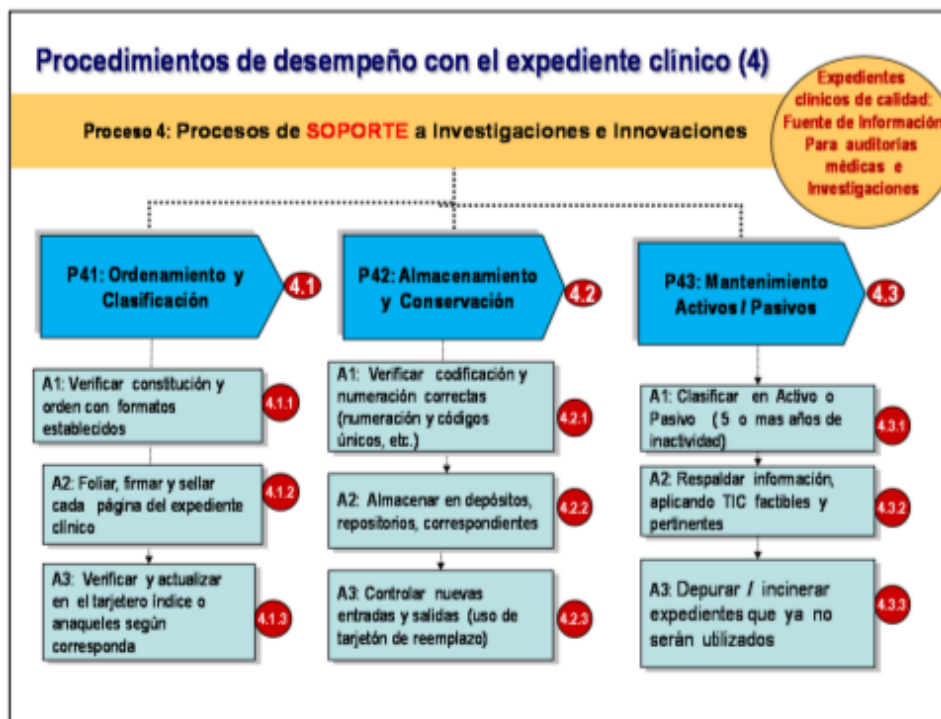 Procedimientos de desempeño con el expediente clínico (4)
Expedientes
clínicos de calidad:
Fuente de Información
Para auditorias
médicas e
Investigaciones
Proceso 4: Procesos de SOPORTE a Investigaciones e Innovaciones
P41: Ordenamiento y
Clasificación
4.1
P42: Almacenamiento
y Conservación
4.2
P43: Mantenimiento
Activos / Pasivos
4.3
A1: Verificar constitución y
orden con formatos
establecidos
4.1.1
A2: Foliar, firmar y sellar
cada página del expediente
clínico
4.1.2
A3: Verificar y actualizar
en el tarjetero índice o
anaqueles según
corresponda
4.1.3
A1: Verificar codificación y
numeración correctas
(numeración y códigos
únicos, etc.)
4.2.1
A2: Almacenar en depósitos,
repositorios, correspondientes
4.2.2
A3: Controlar nuevas
entradas y salidas (uso de
tarjetón de reemplazo)
4.2.3
A1: Clasificar en Activo o
Pasivo ( 5 o mas años de
inactividad)
4.3.1
A2: Respaldar información,
aplicando TIC factibles y
pertinentes
4.3.2
A3: Depurar / incinerar
expedientes que ya no
serán utilizados
4.3.3